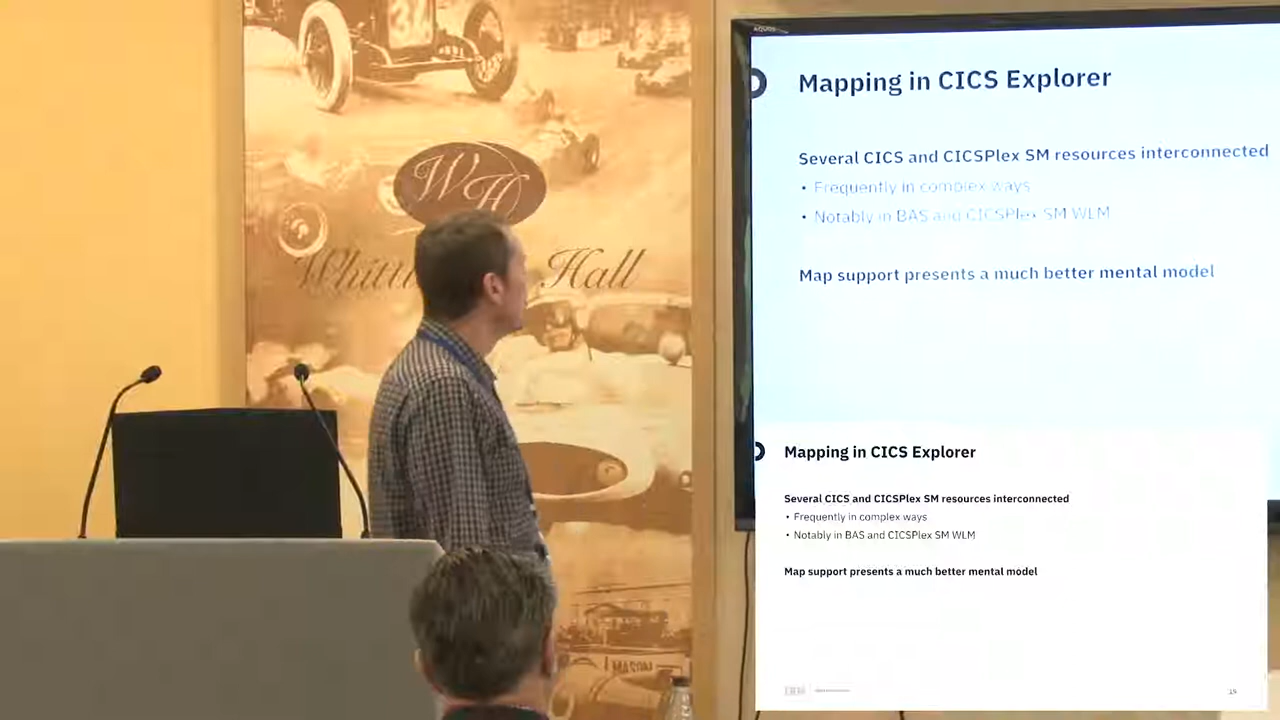 34
WH
Hall
MASON
Mapping in CICS Explorer
Several CICS and CICSPlex SM resources interconnected
• Frequently in complex ways
• Notably in BAS and CICSPlex SM WLM
Map support presents a much better mental model
Mapping in CICS Explorer
Several CICS and CICSPlex SM resources interconnected
• Frequently in complex ways
• Notably in BAS and CICSPlex SM WLM
Map support presents a much better mental model
IBM